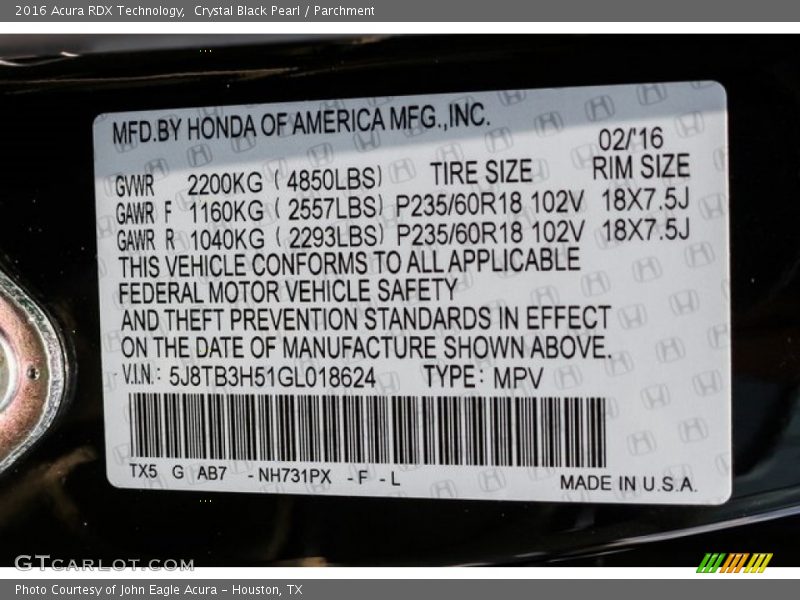 2016 Acura RDX Technology,  Crystal Black Pearl / Parchment
MFD.BY HONDA OF AMERICA MFG.,INC.
02/'16
GVWR 2200KG ( 4850LBS) TIRE SIZE RIM SIZE
GAWR F 1160KG ( 2557LBS) P235/60R18 102V 18X7.5J
GAWR R 1040KG ( 2293LBS) P235/60R18 102V 18X7.5J
THIS VEHICLE CONFORMS TO ALL APPLICABLE
FEDERAL MOTOR VEHICLE SAFETY
AND THEFT PREVENTION STANDARDS IN EFFECT
ON THE DATE OF MANUFACTURE SHOWN ABOVE.
V.I.N.: 5J8TB3H51GL018624 TYPE: MPV
TX5 G AB7 - NH731PX - F - L
MADE IN U.S.A.
GTCARLOT.COM
Photo Courtesy of John Eagle Acura - Houston, TX